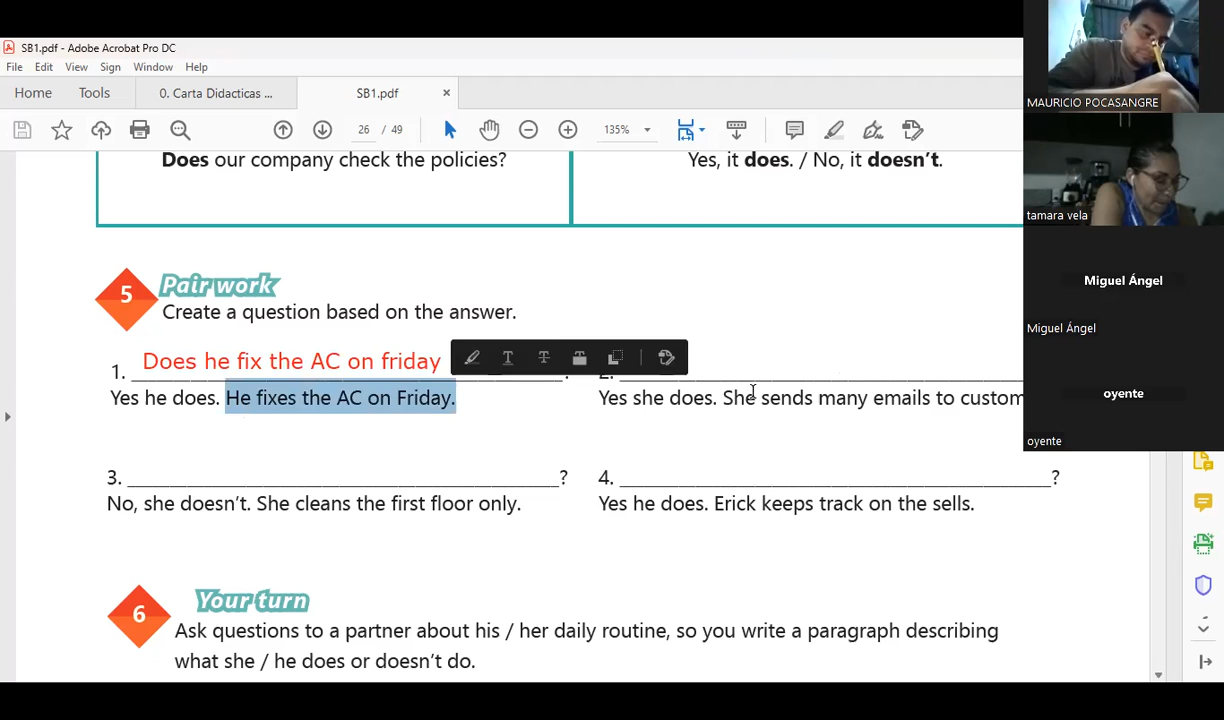 SB1.pdf - Adobe Acrobat Pro DC
File Edit View Sign Window Help
Home Tools 0. Carta Didacticas ... SB1.pdf ×
26 / 49 135%
Does our company check the policies?
Yes, it does. / No, it doesn't.
5 Pair work
Create a question based on the answer.
Does he fix the AC on friday
1. ________________________________________?
Yes he does. He fixes the AC on Friday.
2. ________________________________________
Yes she does. She sends many emails to custom
3. ________________________________________?
No, she doesn't. She cleans the first floor only.
4. ________________________________________?
Yes he does. Erick keeps track on the sells.
6 Your turn
Ask questions to a partner about his / her daily routine, so you write a paragraph describing
what she / he does or doesn't do.
MAURICIO POCASANGRE
tamara vela
Miguel Ángel
Miguel Ángel
oyente
oyente